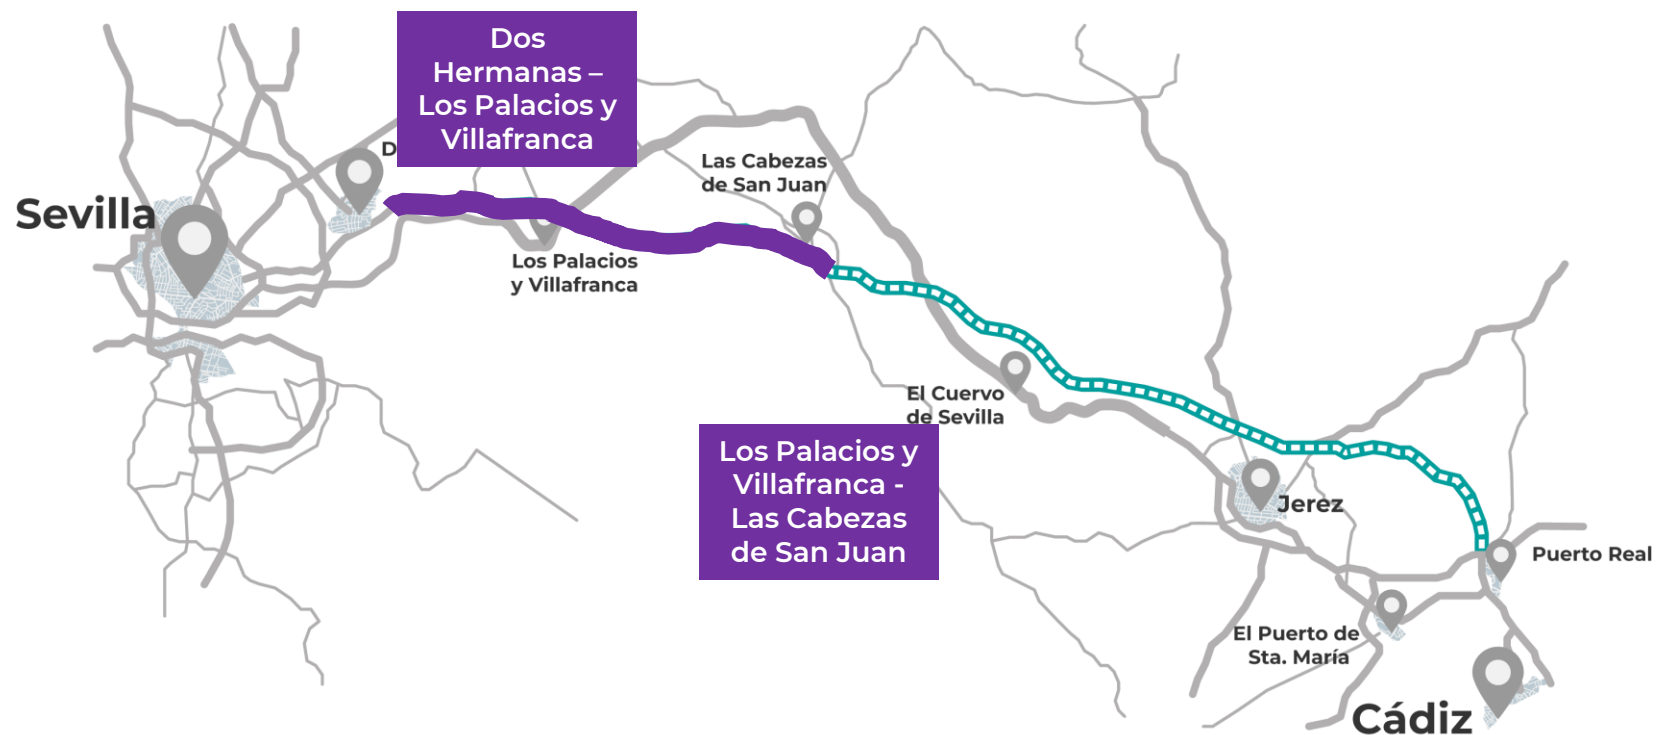 Dos
Hermanas –
Los Palacios y
Villafranca
D
Las Cabezas
de San Juan
Sevilla
Los Palacios
y Villafranca
El Cuervo
de Sevilla
Los Palacios y
Villafranca -
Las Cabezas
de San Juan
Jerez
Puerto Real
El Puerto de
Sta. María
Cádiz